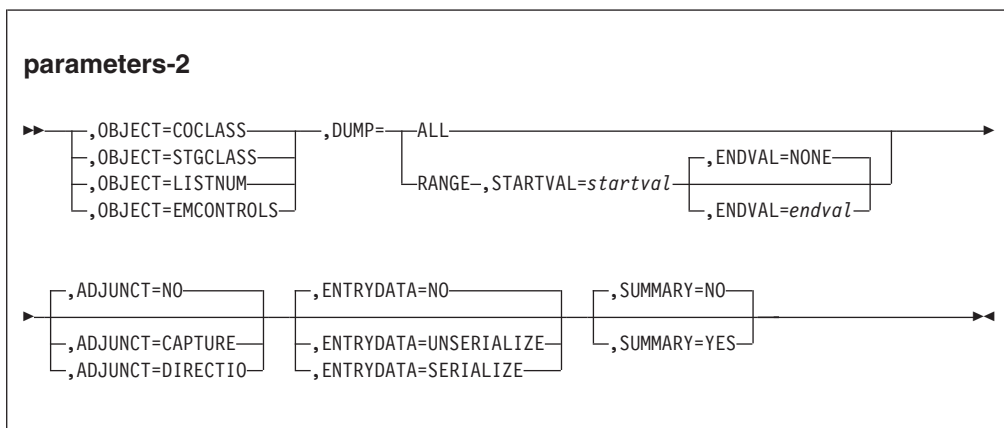 parameters-2
,OBJECT=COCLASS ,DUMP= ALL
,OBJECT=STGCLASS ,ENDVAL=NONE
,OBJECT=LISTNUM RANGE ,STARTVAL=startval
,OBJECT=EMCONTROLS ,ENDVAL=endval
,ADJUNCT=NO ,ENTRYDATA=NO ,SUMMARY=NO
,ADJUNCT=CAPTURE ,ENTRYDATA=UNSERIALIZE ,SUMMARY=YES
,ADJUNCT=DIRECTIO ,ENTRYDATA=SERIALIZE